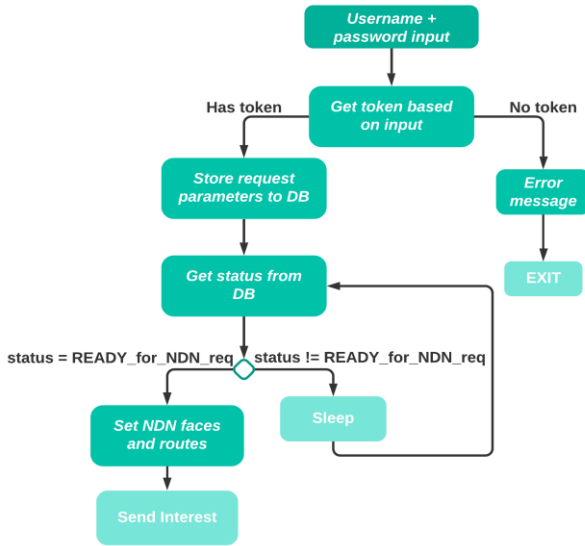 Username +
password input
Has token
Get token based
on input
No token
Store request
parameters to DB
Error
message
Get status from
DB
EXIT
status = READY_for_NDN_req
status != READY_for_NDN_req
Set NDN faces
and routes
Sleep
Send Interest